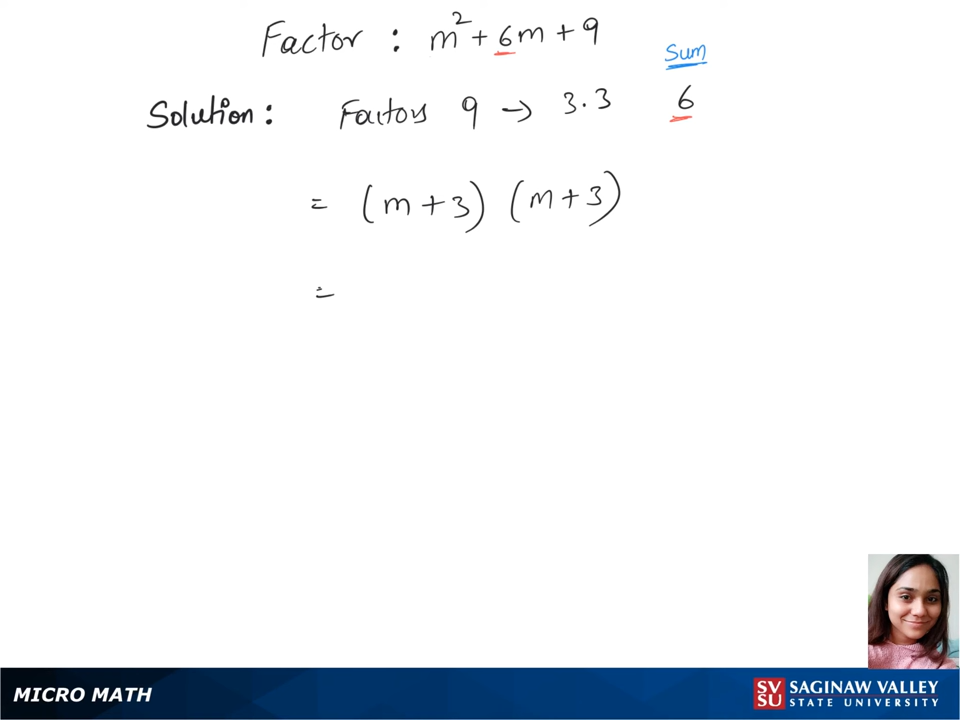 Factor : m² + 6m + 9
Sum
Solution : Factors 9 → 3.3 6
= (m + 3) (m + 3)
=
MICRO MATH
SV SU SAGINAW VALLEY
STATE UNIVERSITY